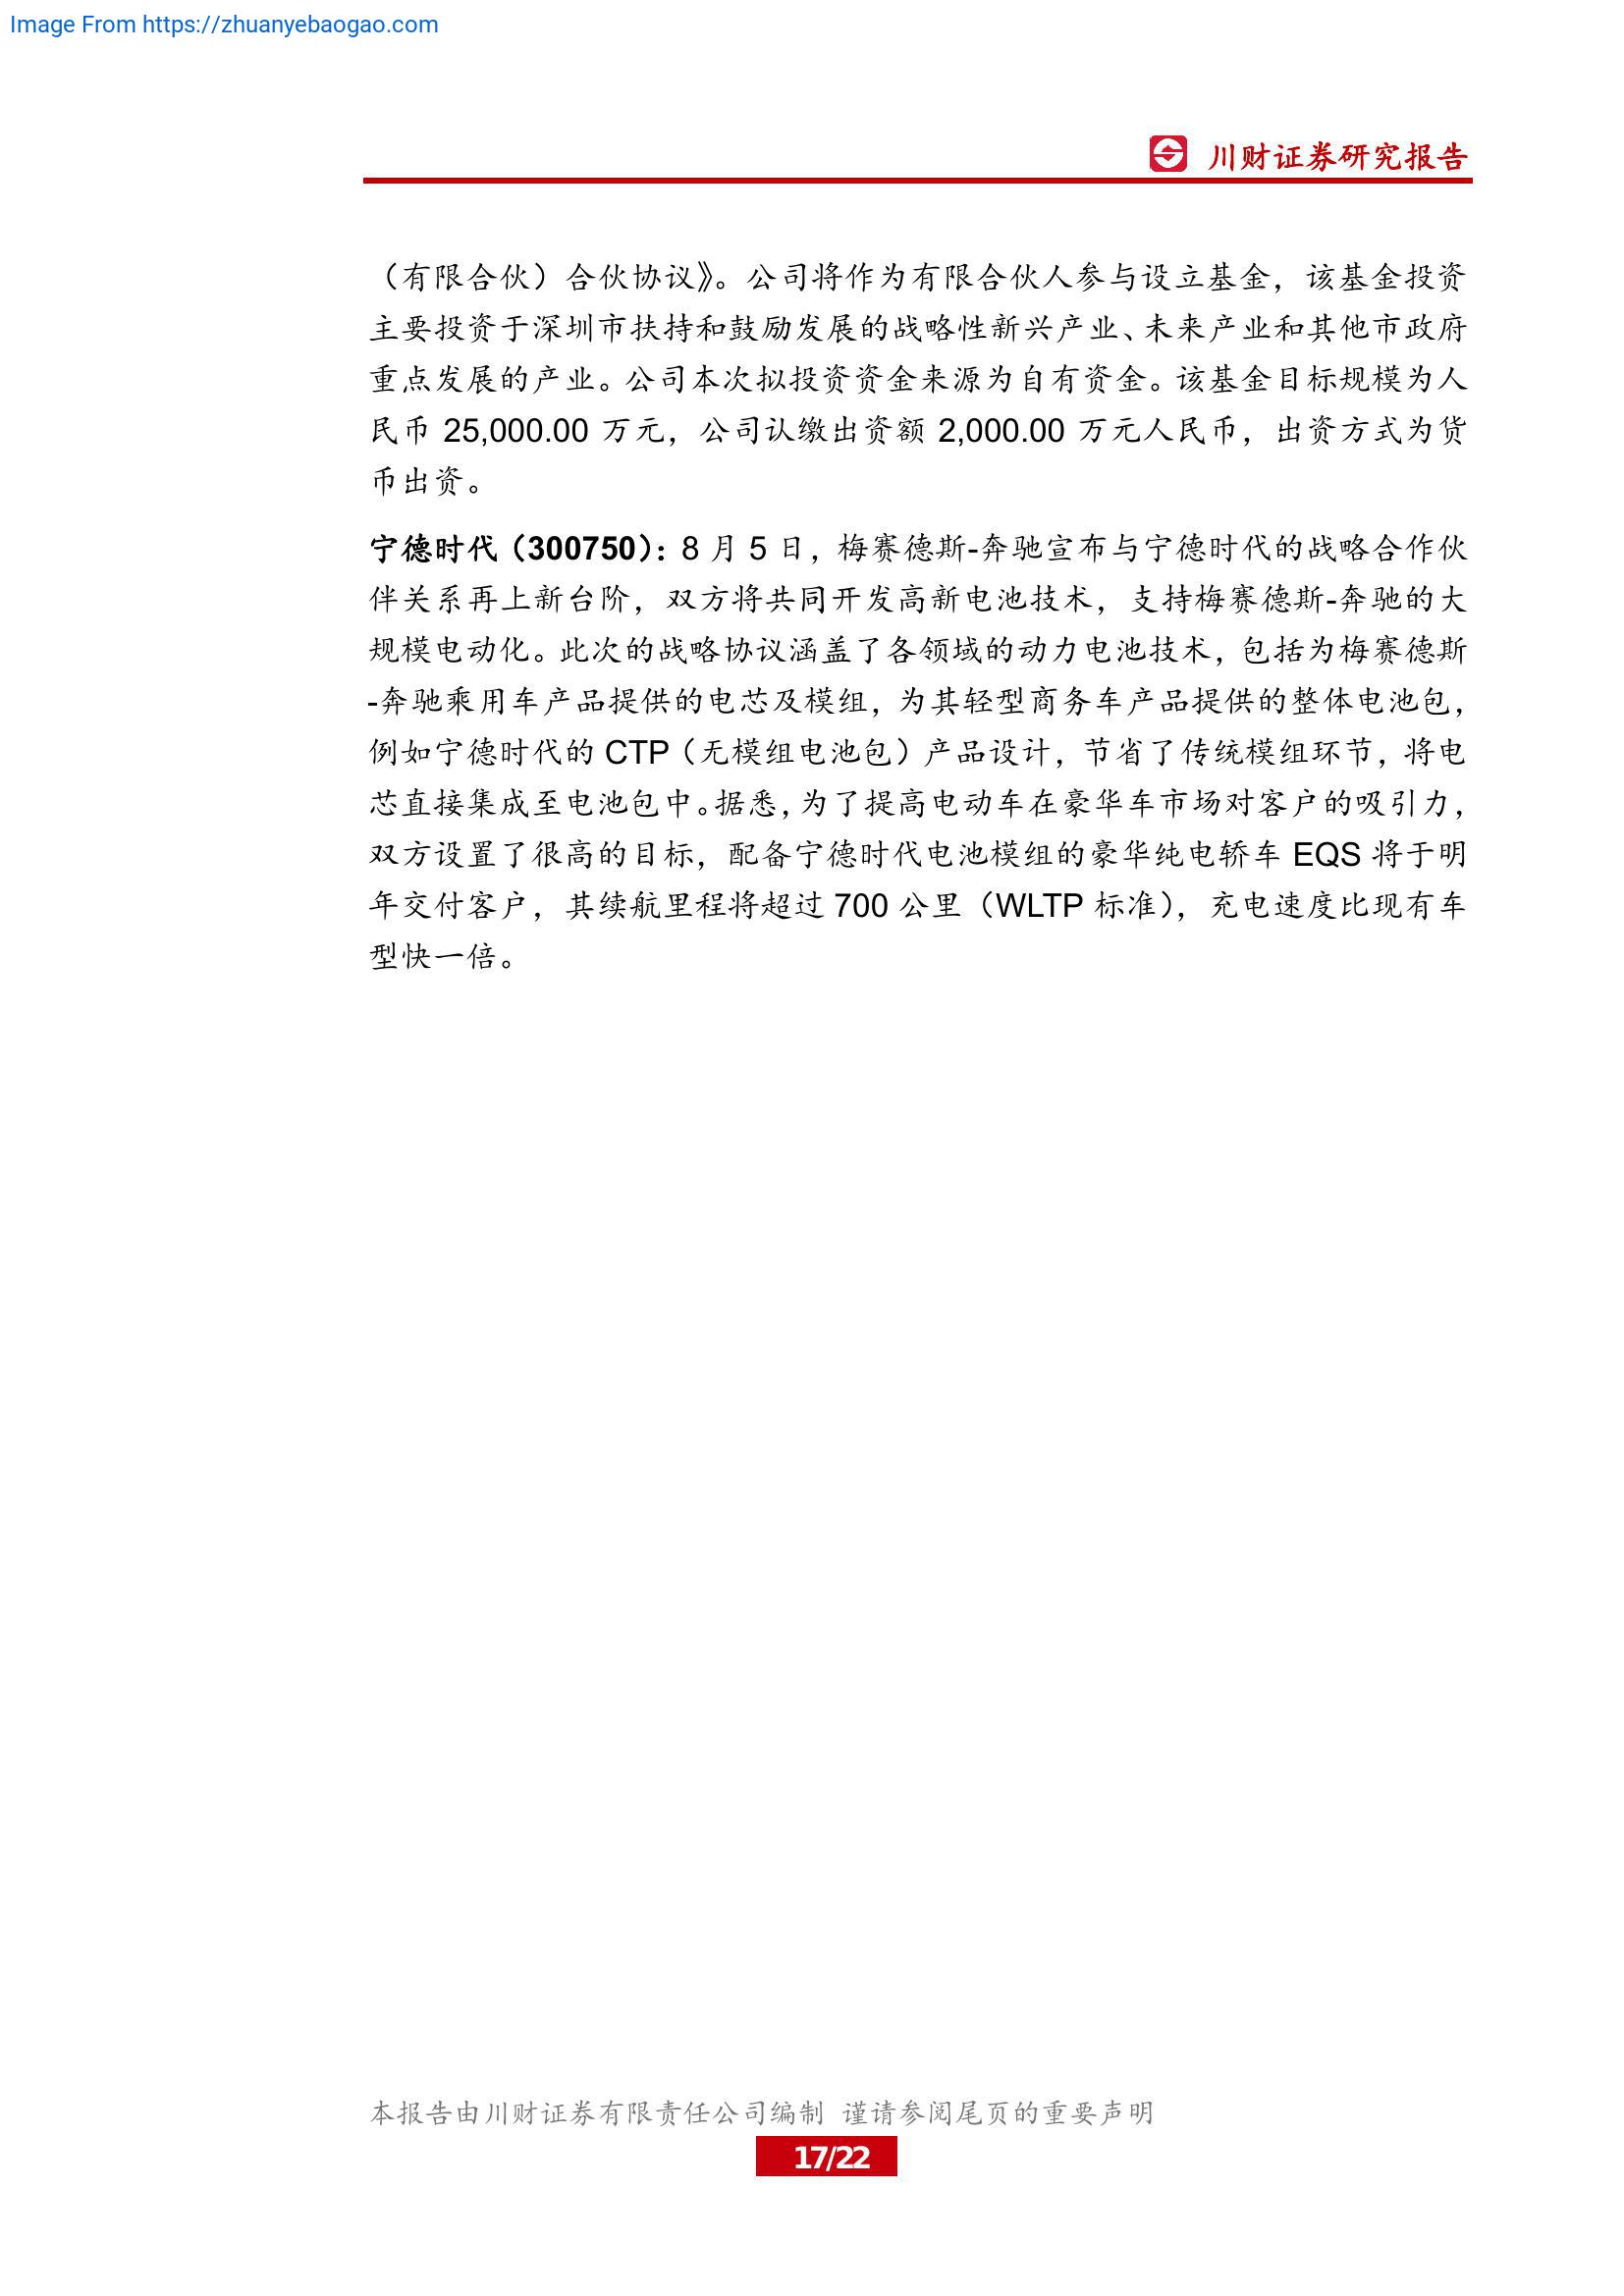 Image From https://zhuanyebaogao.com
川财证券研究报告
（有限合伙）合伙协议》。公司将作为有限合伙人参与设立基金，该基金投资
主要投资于深圳市扶持和鼓励发展的战略性新兴产业、未来产业和其他市政府
重点发展的产业。公司本次拟投资资金来源为自有资金。该基金目标规模为人
民币 25,000.00 万元，公司认缴出资额 2,000.00 万元人民币，出资方式为货
币出资。
宁德时代（300750）：8 月 5 日，梅赛德斯-奔驰宣布与宁德时代的战略合作伙
伴关系再上新台阶，双方将共同开发高新电池技术，支持梅赛德斯-奔驰的大
规模电动化。此次的战略协议涵盖了各领域的动力电池技术，包括为梅赛德斯
-奔驰乘用车产品提供的电芯及模组，为其轻型商务车产品提供的整体电池包，
例如宁德时代的 CTP（无模组电池包）产品设计，节省了传统模组环节，将电
芯直接集成至电池包中。据悉，为了提高电动车在豪华车市场对客户的吸引力，
双方设置了很高的目标，配备宁德时代电池模组的豪华纯电轿车 EQS 将于明
年交付客户，其续航里程将超过 700 公里（WLTP 标准），充电速度比现有车
型快一倍。
本报告由川财证券有限责任公司编制 谨请参阅尾页的重要声明
17/22